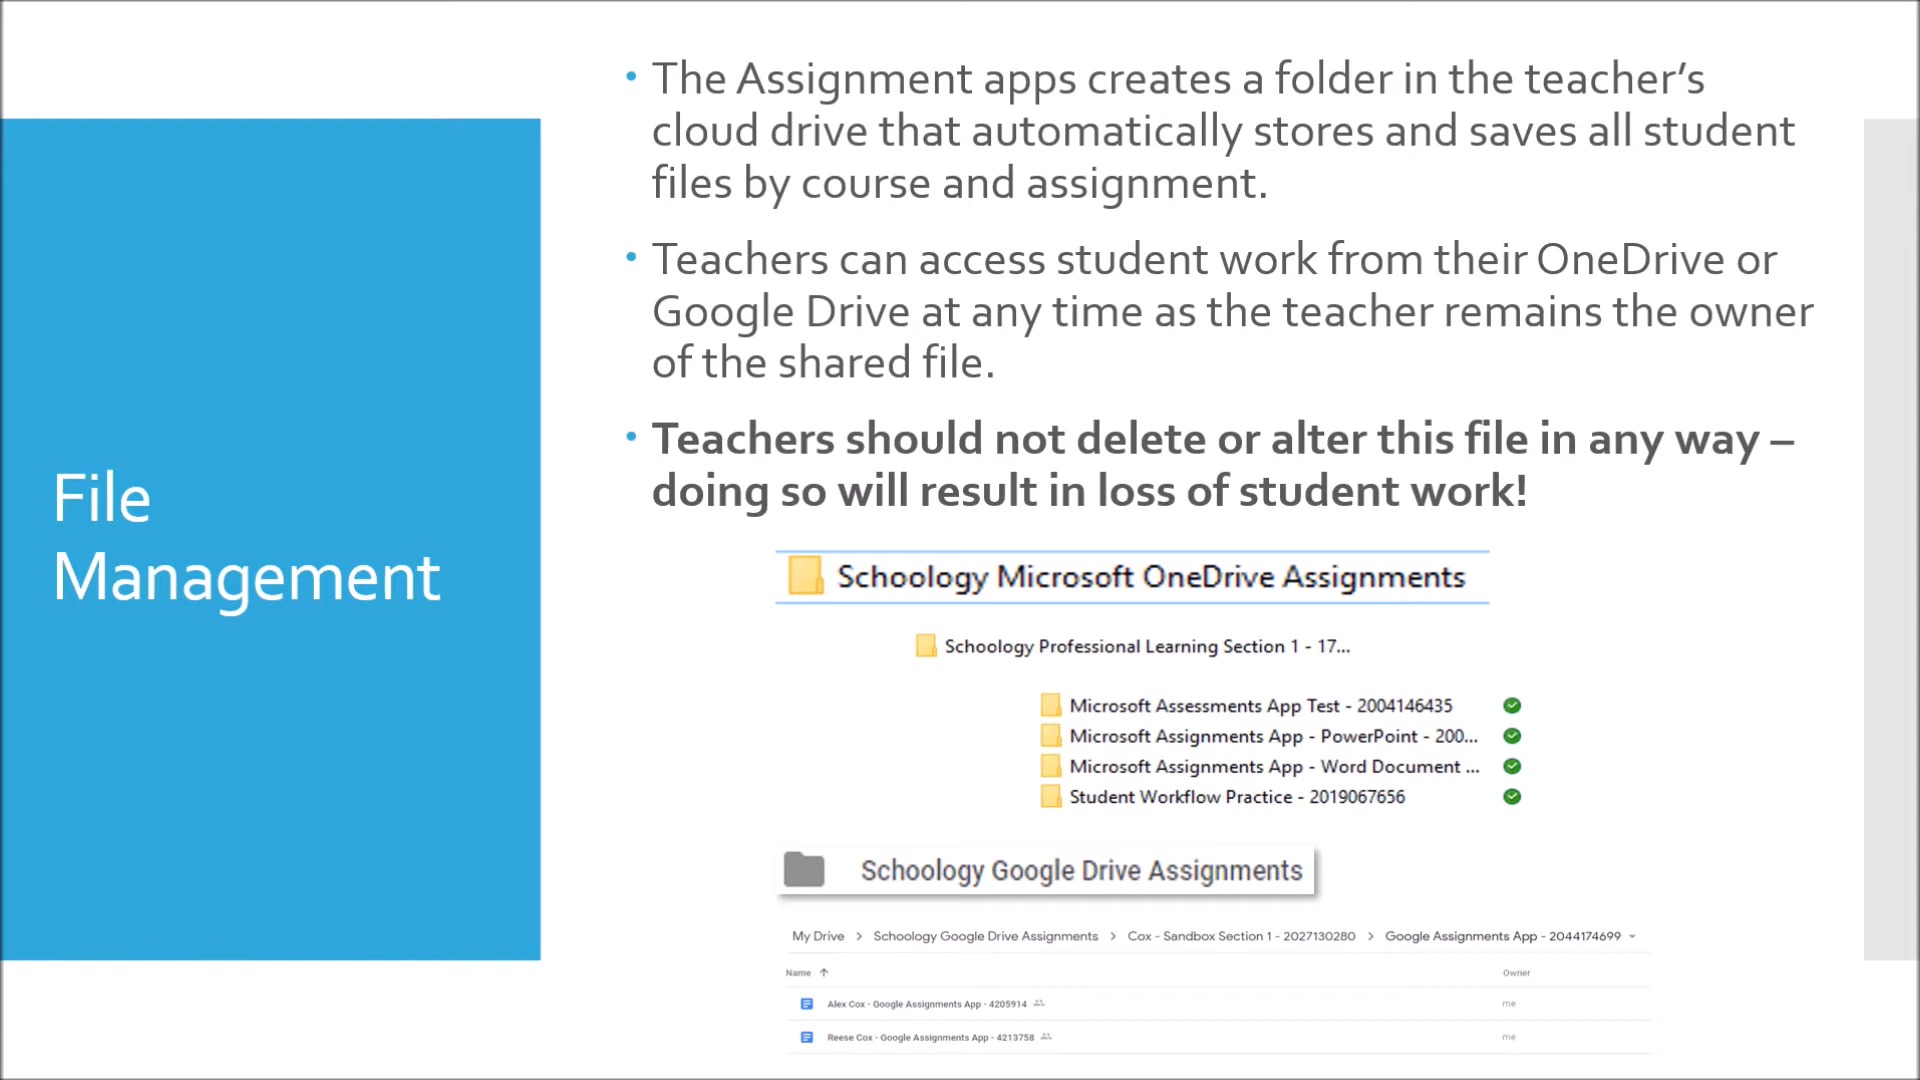 File
Management
• The Assignment apps creates a folder in the teacher’s
cloud drive that automatically stores and saves all student
files by course and assignment.
• Teachers can access student work from their OneDrive or
Google Drive at any time as the teacher remains the owner
of the shared file.
• Teachers should not delete or alter this file in any way –
doing so will result in loss of student work!
Schoology Microsoft OneDrive Assignments
Schoology Professional Learning Section 1 - 17...
Microsoft Assessments App Test - 2004146435
Microsoft Assignments App - PowerPoint - 200...
Microsoft Assignments App - Word Document ...
Student Workflow Practice - 2019067656
Schoology Google Drive Assignments
My Drive > Schoology Google Drive Assignments > Cox - Sandbox Section 1 - 2027130280 > Google Assignments App - 2044174699
Name ↑ Owner
Alex Cox - Google Assignments App - 4205914 me
Reese Cox - Google Assignments App - 4213758 me